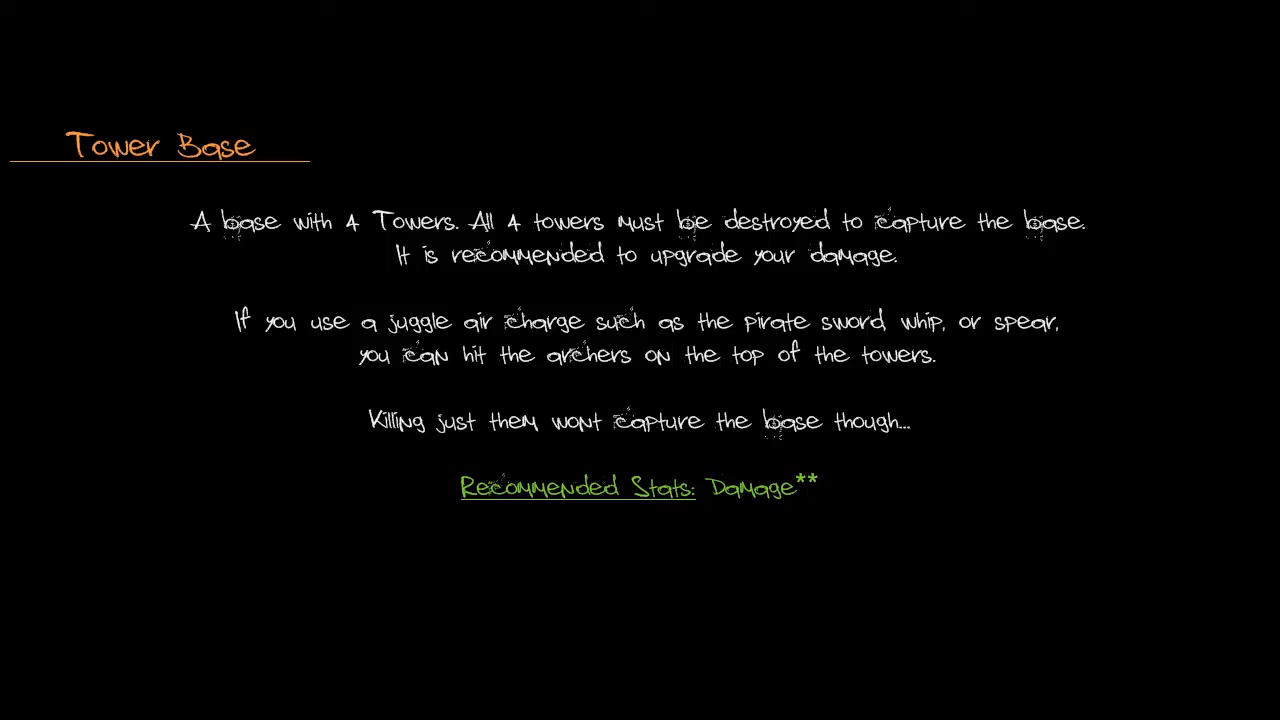 Tower Base
A base with 4 Towers. All 4 towers must be destroyed to capture the base.
It is recommended to upgrade your damage.
If you use a juggle air charge such as the pirate sword, whip, or spear,
you can hit the archers on the top of the towers.
Killing just them, wont capture the base though...
Recommended Stats: Damage**